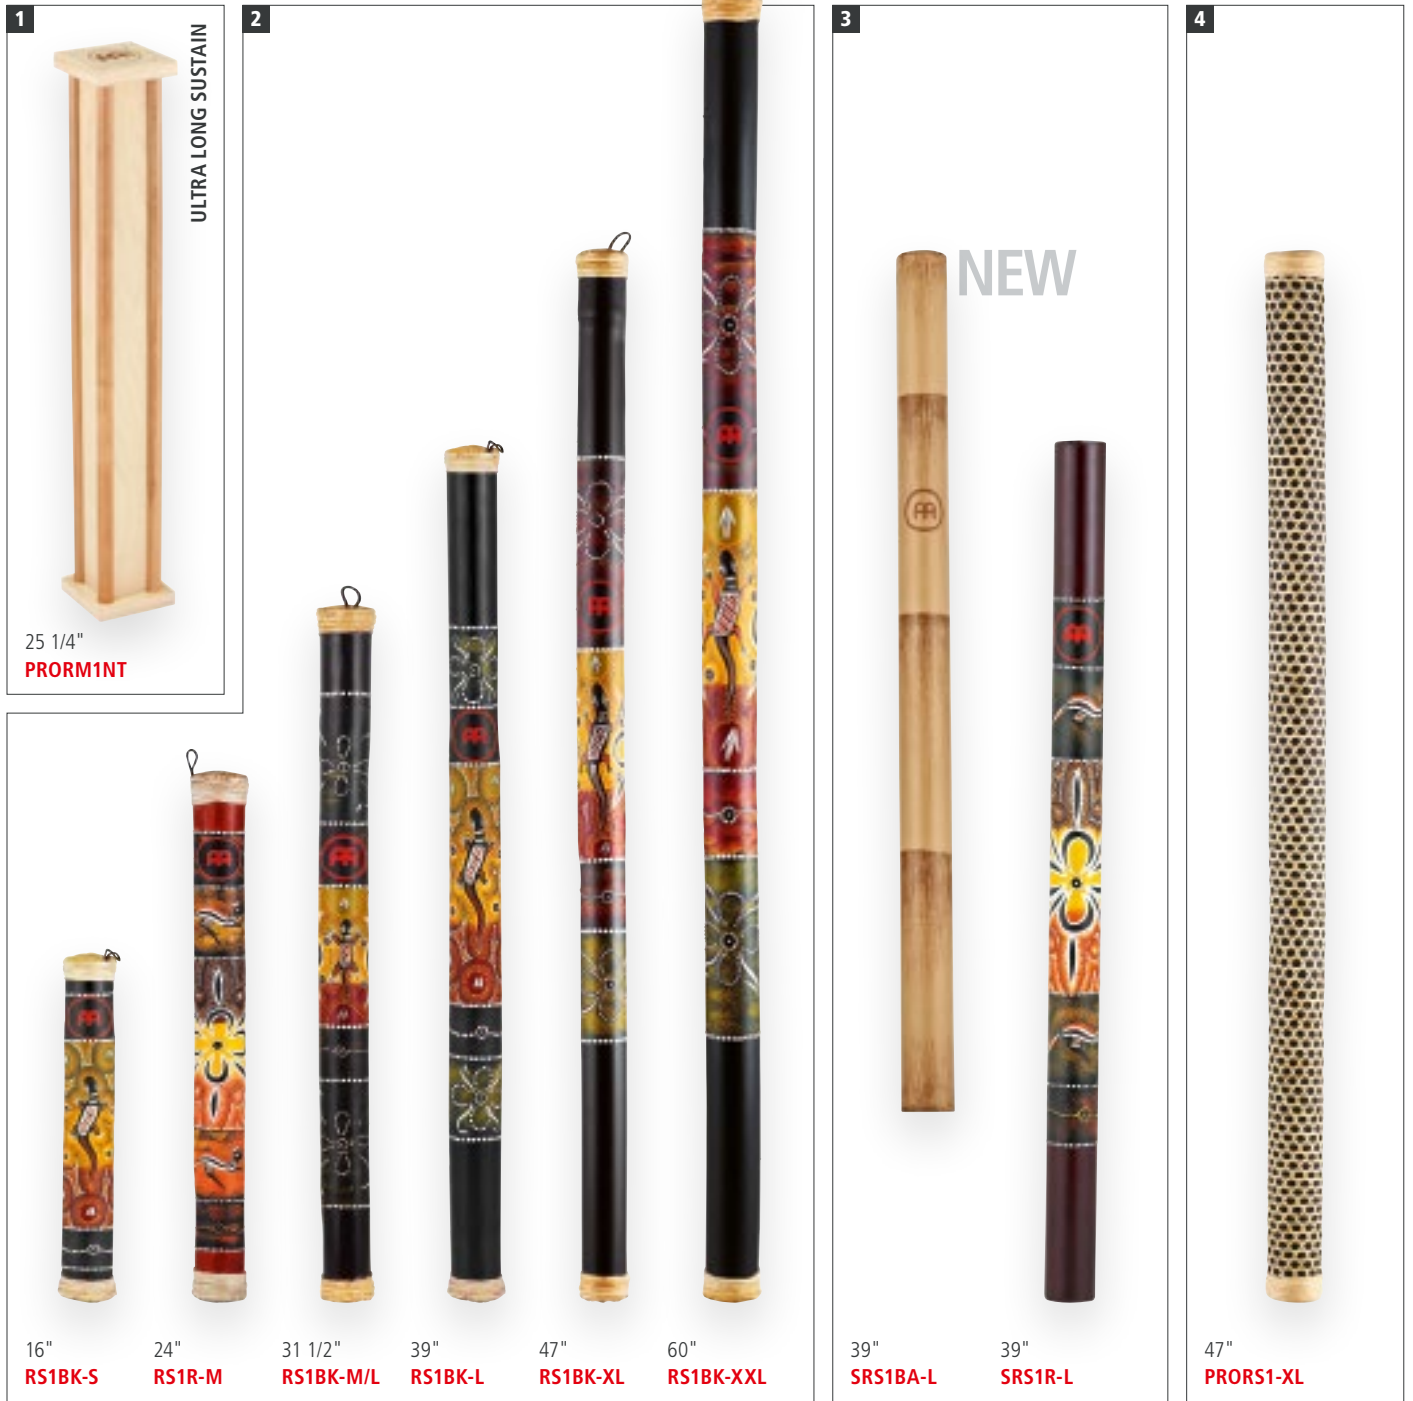 1
ULTRA LONG SUSTAIN
25 1/4"
PRORM1NT
2
16"
RS1BK-S
24"
RS1R-M
31 1/2"
RS1BK-M/L
39"
RS1BK-L
47"
RS1BK-XL
60"
RS1BK-XXL
3
NEW
39"
SRS1BA-L
39"
SRS1R-L
4
47"
PRORS1-XL